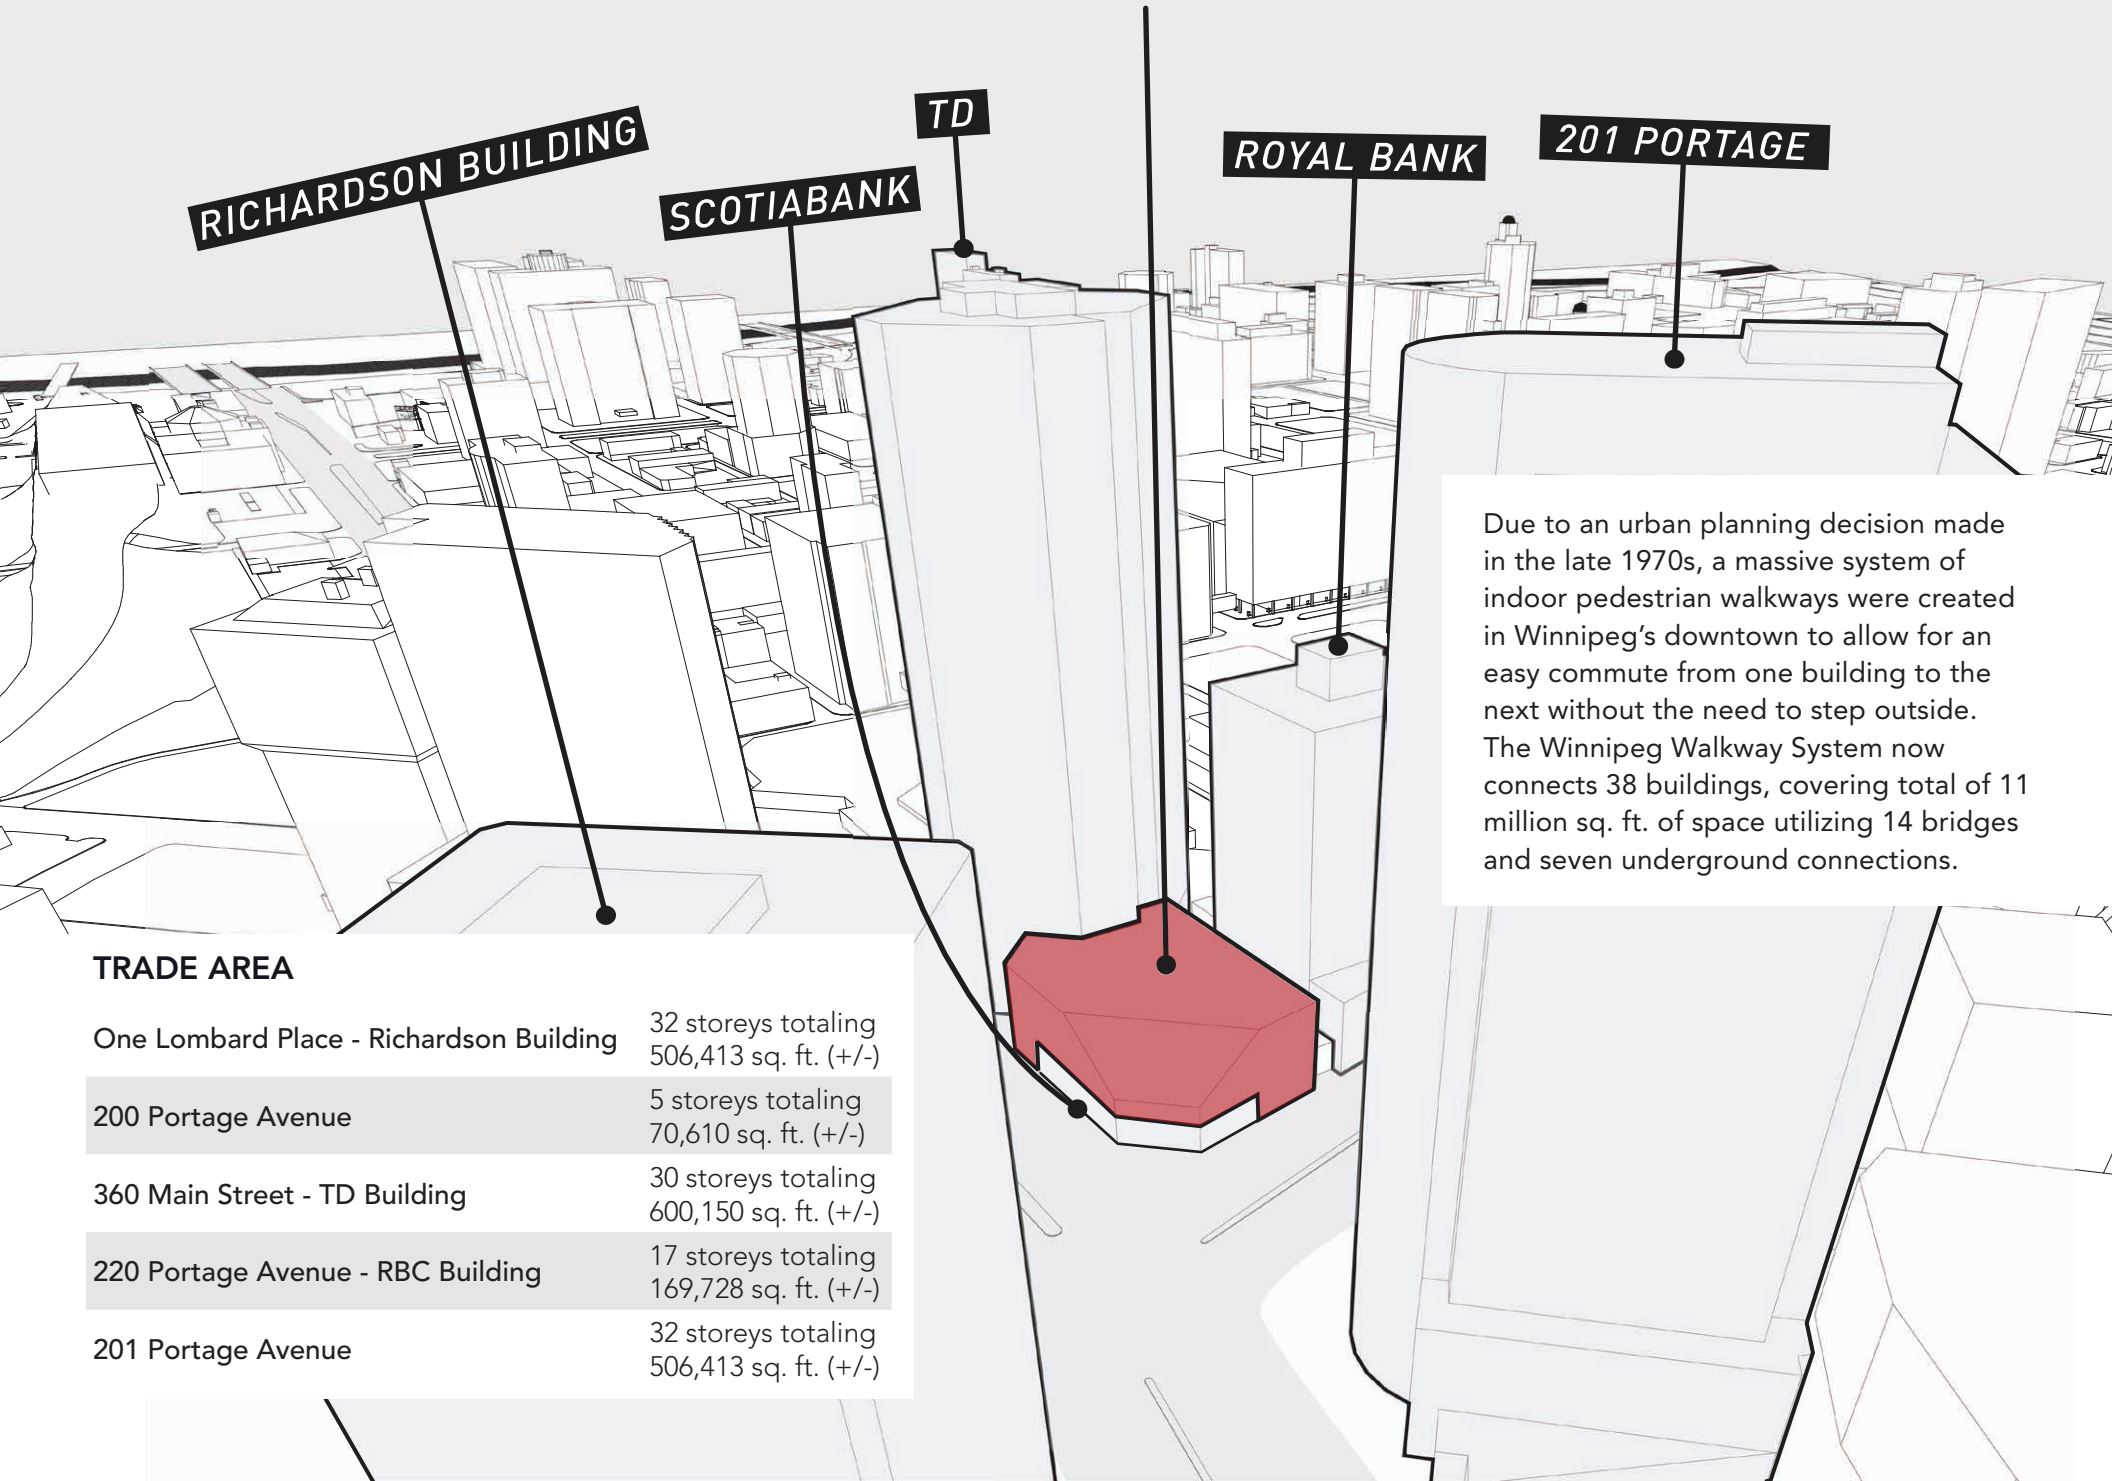 RICHARDSON BUILDING
SCOTIABANK
TD
ROYAL BANK
201 PORTAGE
Due to an urban planning decision made
in the late 1970s, a massive system of
indoor pedestrian walkways were created
in Winnipeg’s downtown to allow for an
easy commute from one building to the
next without the need to step outside.
The Winnipeg Walkway System now
connects 38 buildings, covering total of 11
million sq. ft. of space utilizing 14 bridges
and seven underground connections.
TRADE AREA
One Lombard Place - Richardson Building
32 storeys totaling
506,413 sq. ft. (+/-)
200 Portage Avenue
5 storeys totaling
70,610 sq. ft. (+/-)
360 Main Street - TD Building
30 storeys totaling
600,150 sq. ft. (+/-)
220 Portage Avenue - RBC Building
17 storeys totaling
169,728 sq. ft. (+/-)
201 Portage Avenue
32 storeys totaling
506,413 sq. ft. (+/-)